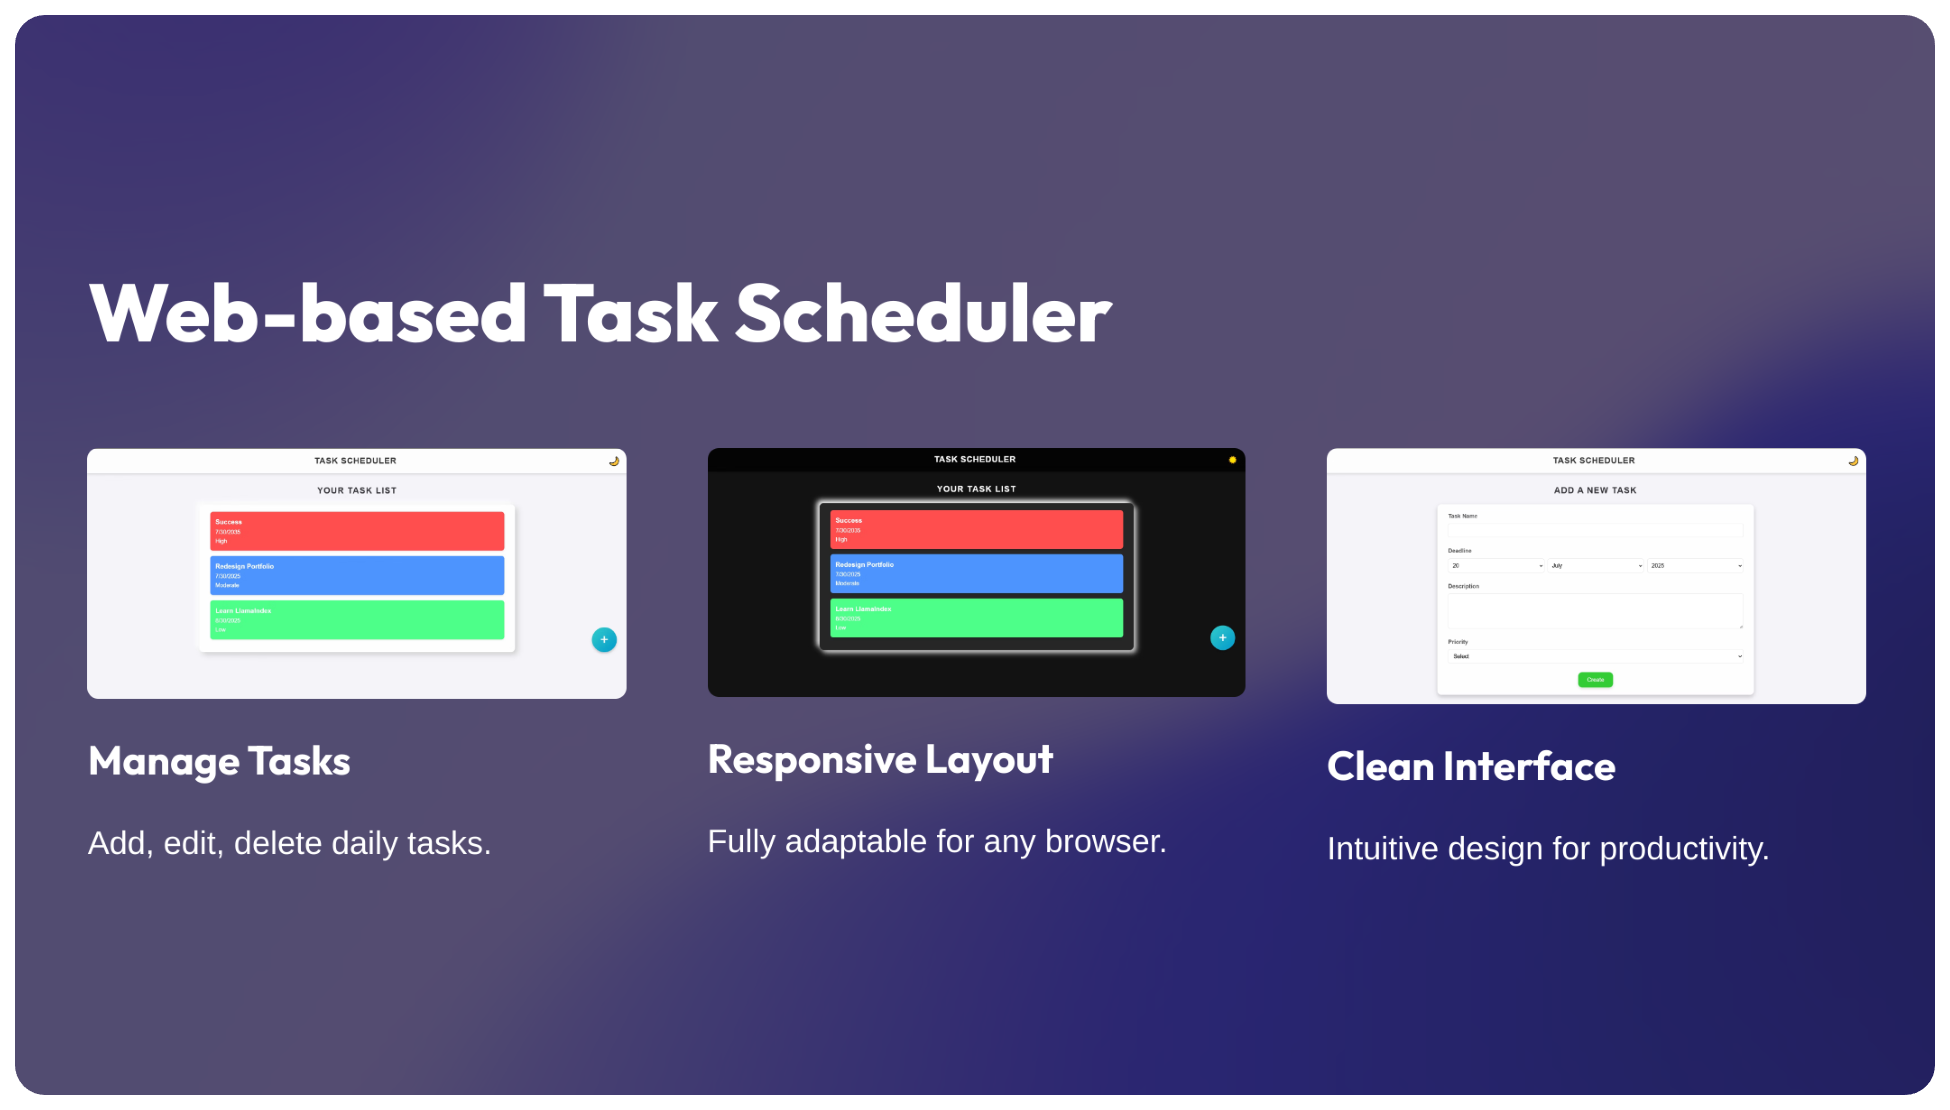 Web-based Task Scheduler
TASK SCHEDULER
YOUR TASK LIST
Success
7/30/2035
High
Redesign Portfolio
7/30/2025
Moderate
Learn LlamaIndex
8/30/2025
Low
+
Manage Tasks
Add, edit, delete daily tasks.
TASK SCHEDULER
YOUR TASK LIST
Success
7/30/2035
High
Redesign Portfolio
7/30/2025
Moderate
Learn LlamaIndex
8/30/2025
Low
+
Responsive Layout
Fully adaptable for any browser.
TASK SCHEDULER
ADD A NEW TASK
Task Name
Deadline
26 July 2025
Description
Priority
Select
Create
Clean Interface
Intuitive design for productivity.